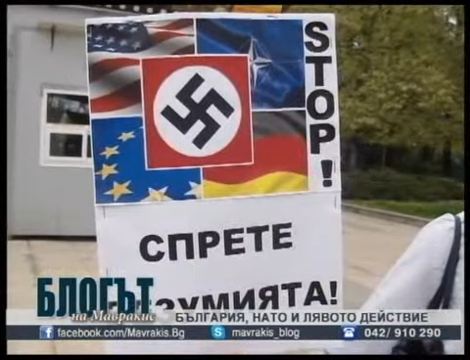 STOP!
СПРЕТЕ
БЛОГЪТ
на Мавракис
БЪЛГАРИЯ, НАТО И ЛЯВОТО ДЕЙСТВИЕ
facebook.com/Mavrakis.Bg
mavrakis_blog
042/ 910 290